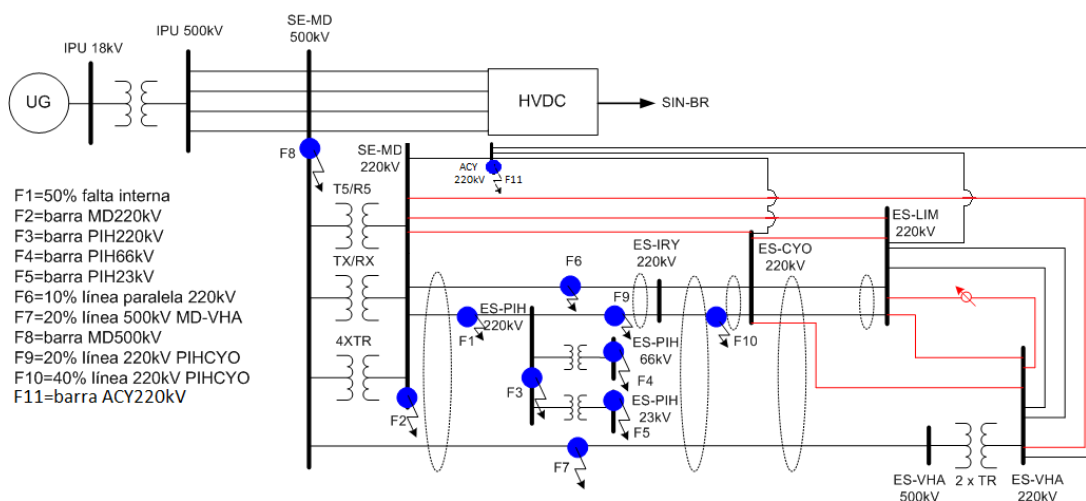 SE-MD
500kV
IPU 500kV
IPU 18kV
UG
HVDC
SIN-BR
SE-MD
220kV
ACY
220kV
F11
F8
T5/R5
TX/RX
4XTR
F1=50% falta interna
F2=barra MD220kV
F3=barra PIH220kV
F4=barra PIH66kV
F5=barra PIH23kV
F6=10% línea paralela 220kV
F7=20% línea 500kV MD-VHA
F8=barra MD500kV
F9=20% línea 220kV PIHCYO
F10=40% línea 220kV PIHCYO
F11=barra ACY220kV
ES-LIM
220kV
ES-IRY
220kV
ES-CYO
220kV
F6
F9
ES-PIH
220kV
F1
F10
ES-PIH
66kV
F4
F3
ES-PIH
23kV
F5
F2
F7
ES-VHA
500kV
2 x TR
ES-VHA
220kV